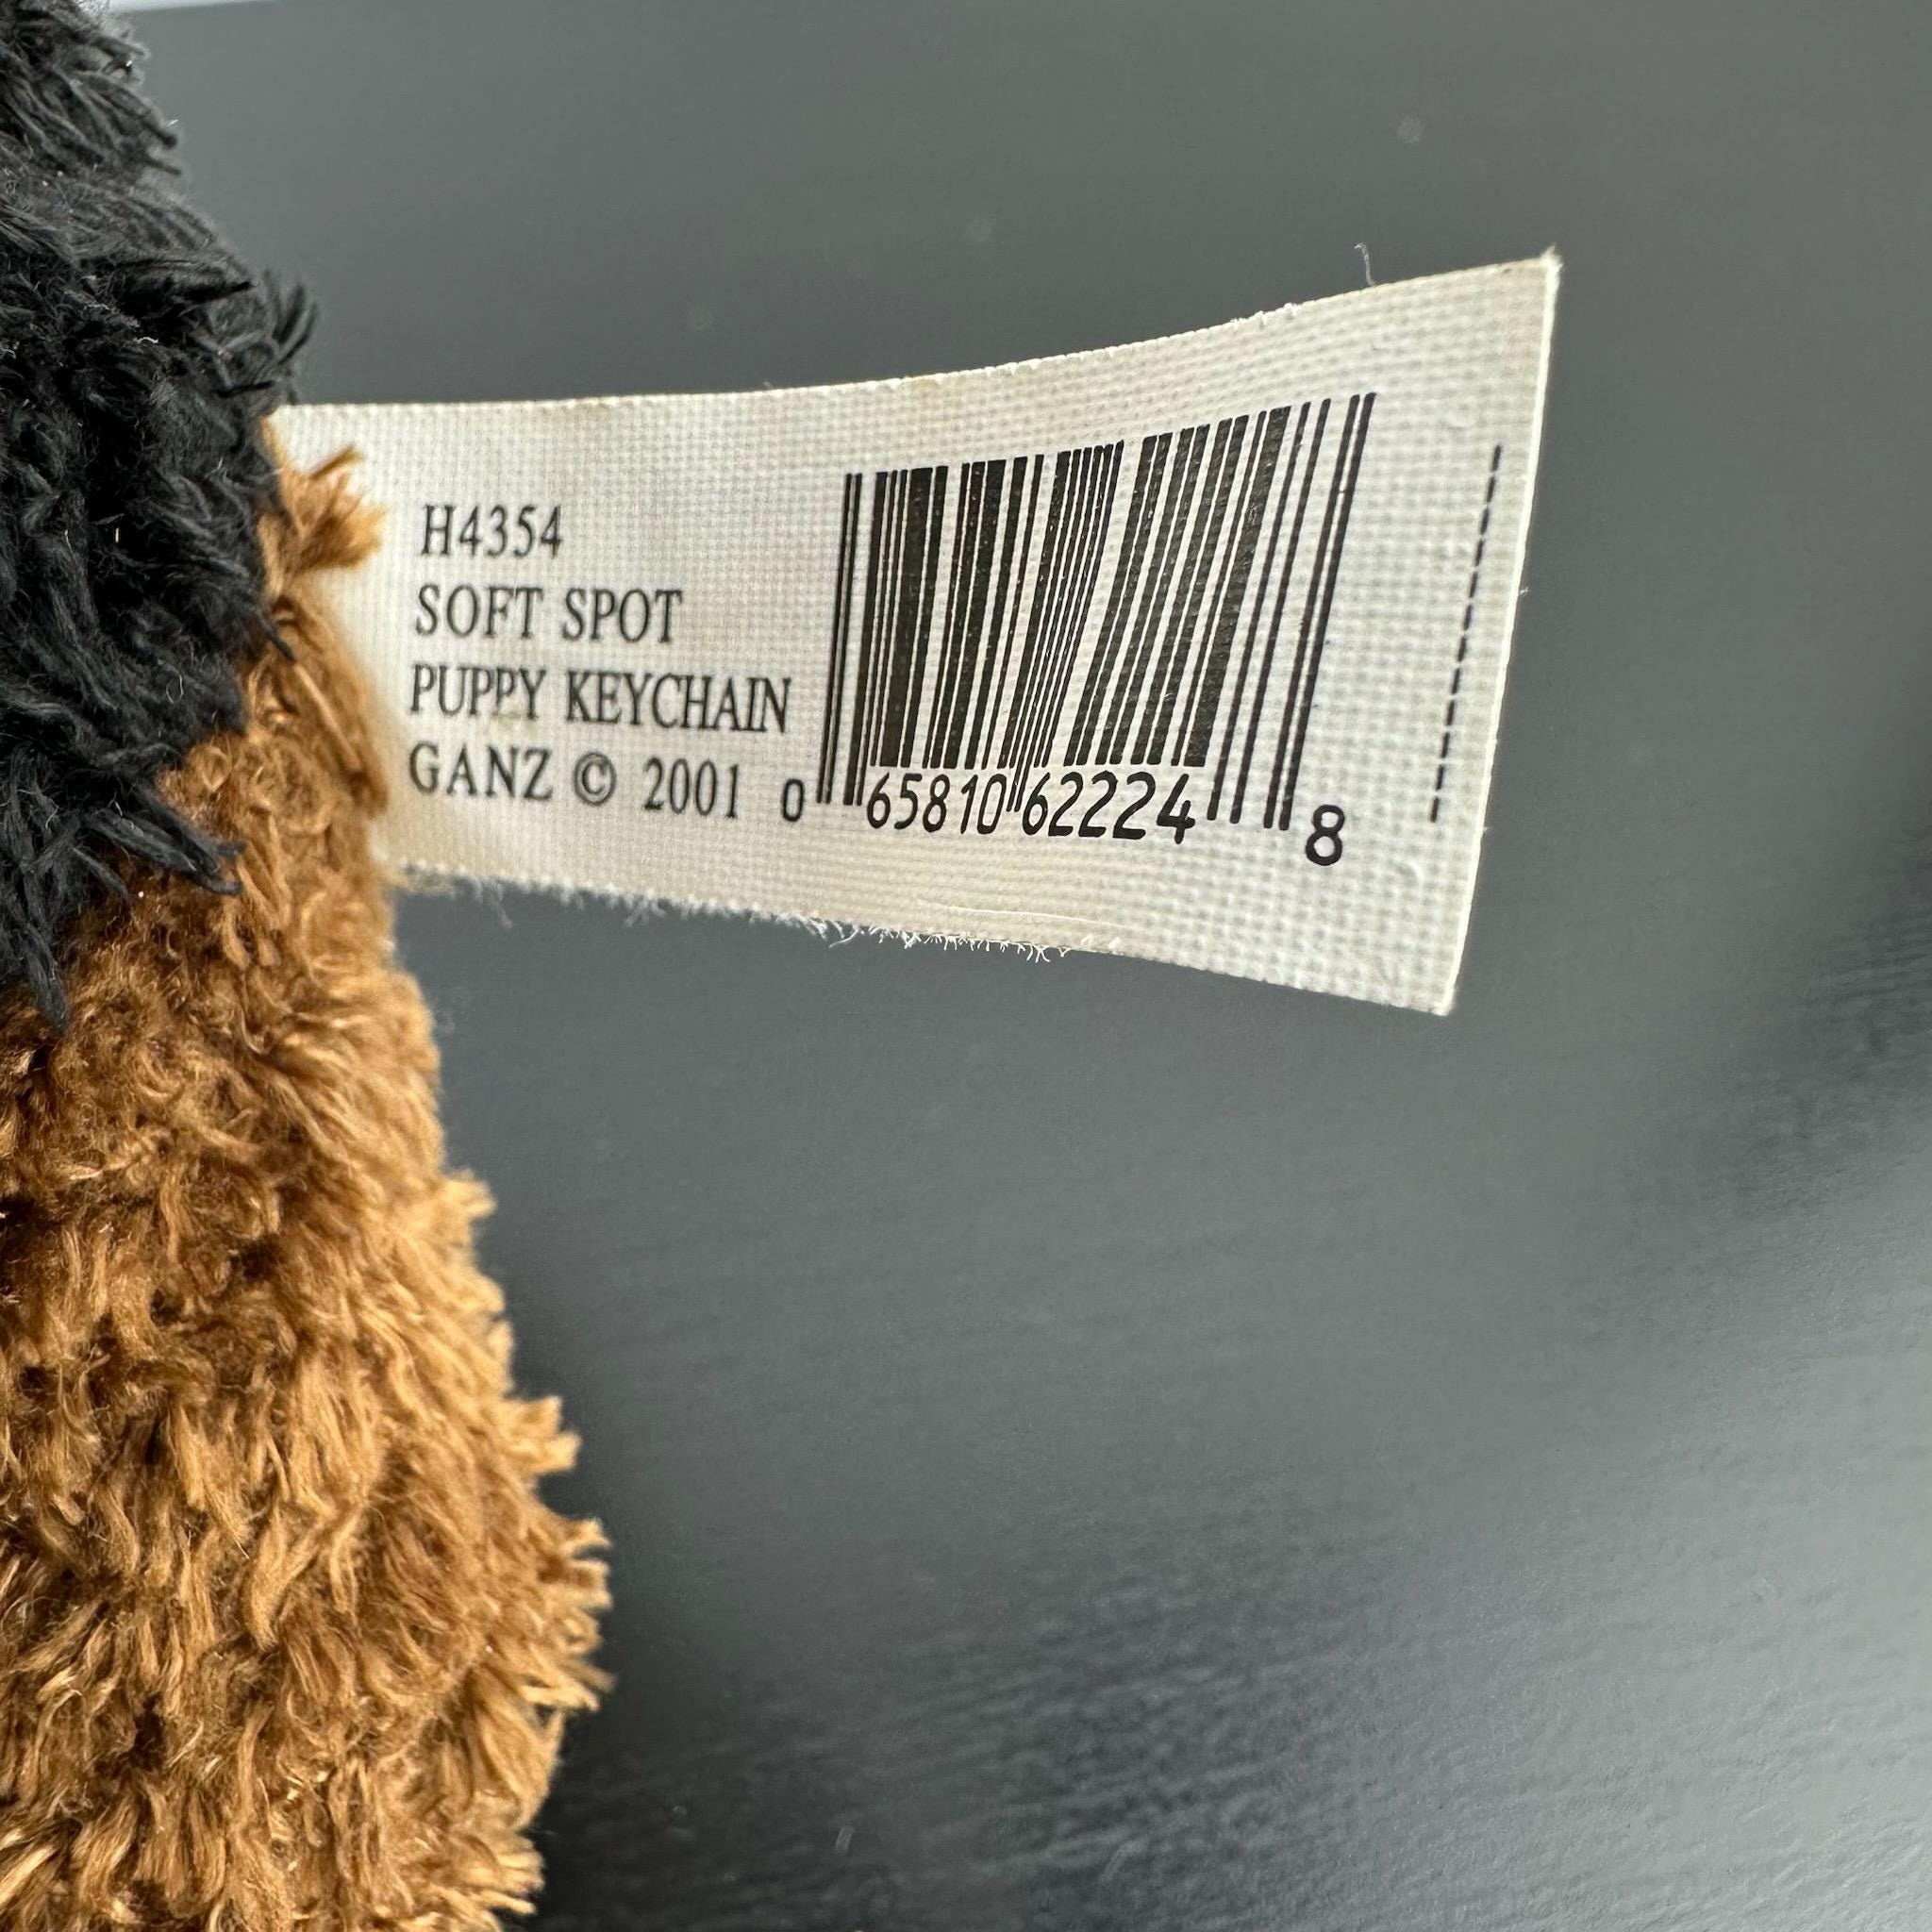 H4354
SOFT SPOT
PUPPY KEYCHAIN
GANZ © 2001
0 65810 62224 8